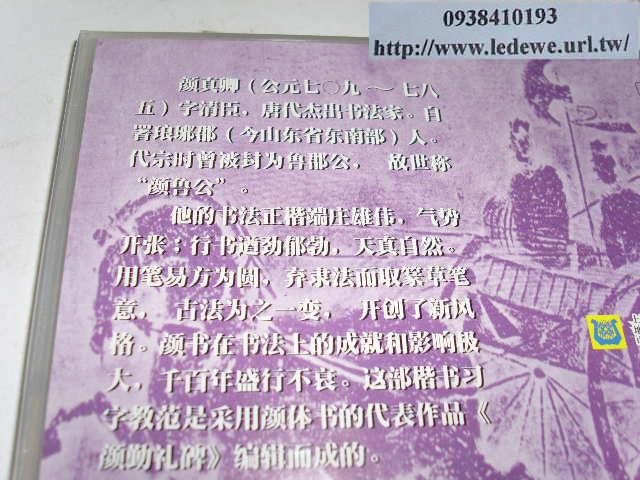 0938410193
http://www.ledewe.url.tw/
颜真卿（公元七〇九～七八
五）字清臣，唐代杰出书法家。自
署琅琊郡（今山东省东南部）人。
代宗时曾被封为鲁郡公， 故世称
“颜鲁公”。
他的书法正楷端庄雄伟，气势
开张；行书遒劲郁勃，天真自然。
用笔易方为圆，弃隶法而取篆草笔
意， 古法为之一变， 开创了新风
格。颜书在书法上的成就和影响极
大，千百年盛行不衰。这部楷书习
字教范是采用颜体书的代表作品《
颜勤礼碑》编辑而成的。